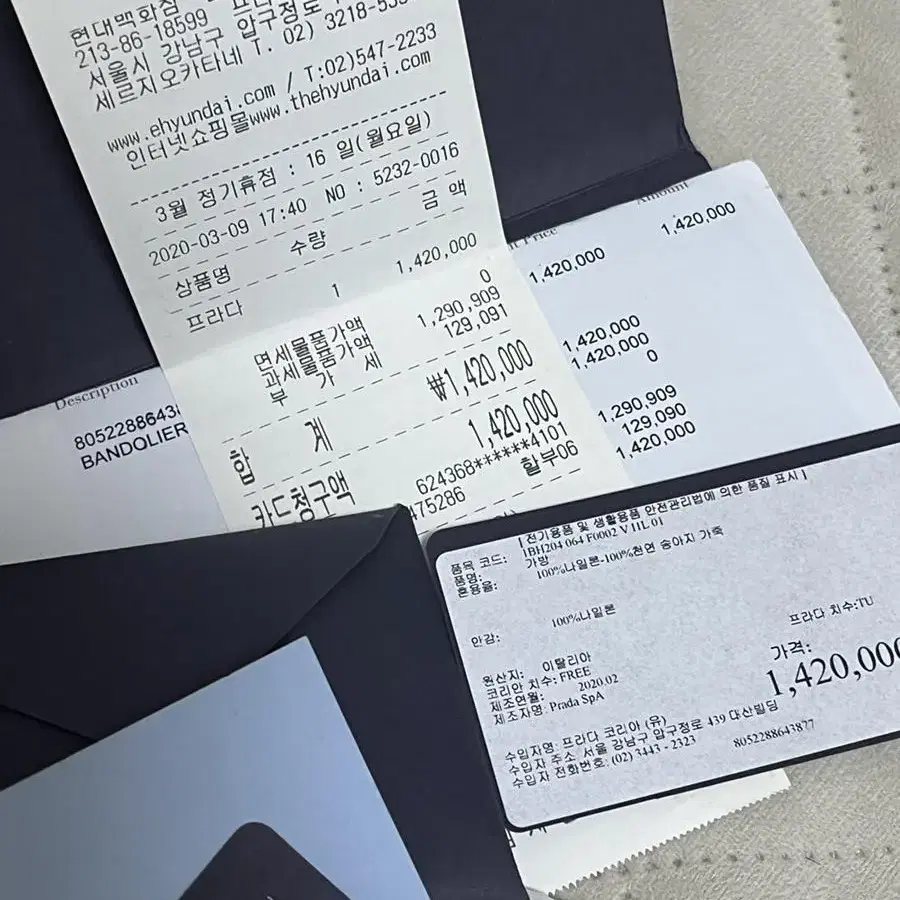 현대백화점
213-86-18599
서울시 강남구 압구정로
세르지오카타네 T. 02) 3218-
www.ehyundai.com / T:02)547-2233
인터넷쇼핑몰www.thehyundai.com
3월 정기휴점 : 16 일(월요일)
2020-03-09 17:40 NO : 5232-0016
상품명 수량 금 액
프라다 1 1,420,000
면세물품가액 0
과세물품가액 1,290,909
부 가 세 129,091
합 계 ₩1,420,000
카드청구액 1,420,000
624368******4101
475286 할부06
Price Amount
1,420,000 1,420,000
1,420,000
1,420,000
0
1,290,909
129,090
1,420,000
Description
8052288643
BANDOLIER
[ 전기용품 및 생활용품 안전관리법에 의한 품질 표시 ]
품목 코드: 1BH204 064 F0002 V HL 01
품명: 가방
혼용율: 100%나일론-100%천연 송아지 가죽
안감: 100%나일론
원산지: 이탈리아
코리안 치수: FREE
프라다 치수:TU
제조연월: 2020.02
제조자명: Prada SpA
가격:
1,420,000
수입자명: 프라다 코리아 (유)
수입자 주소 서울 강남구 압구정로 439 대산빌딩
수입자 전화번호: (02) 3443 - 2323
8052288643877